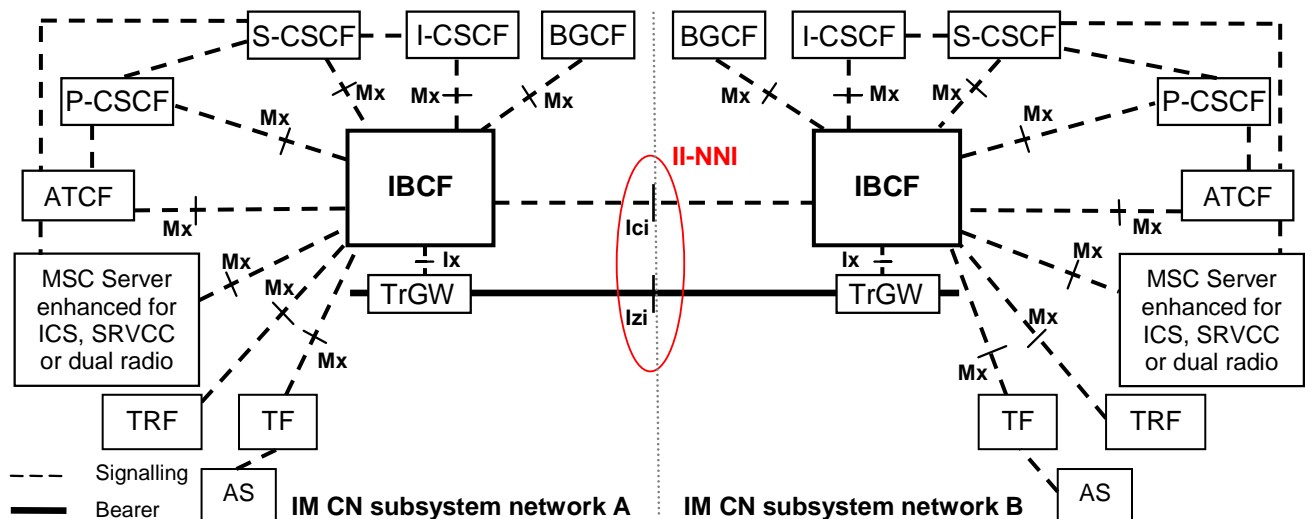 S-CSCF
I-CSCF
BGCF
BGCF
I-CSCF
S-CSCF
P-CSCF
Mx
Mx
Mx
Mx
Mx
Mx
P-CSCF
Mx
Mx
II-NNI
ATCF
IBCF
IBCF
ATCF
Mx
Ici
Mx
MSC Server
enhanced for
ICS, SRVCC
or dual radio
Mx
Ix
Ix
Mx
MSC Server
enhanced for
ICS, SRVCC
or dual radio
Mx
TrGW
TrGW
Izi
Mx
Mx
Mx
TRF
TF
TF
TRF
Signalling
AS
AS
Bearer
IM CN subsystem network A
IM CN subsystem network B